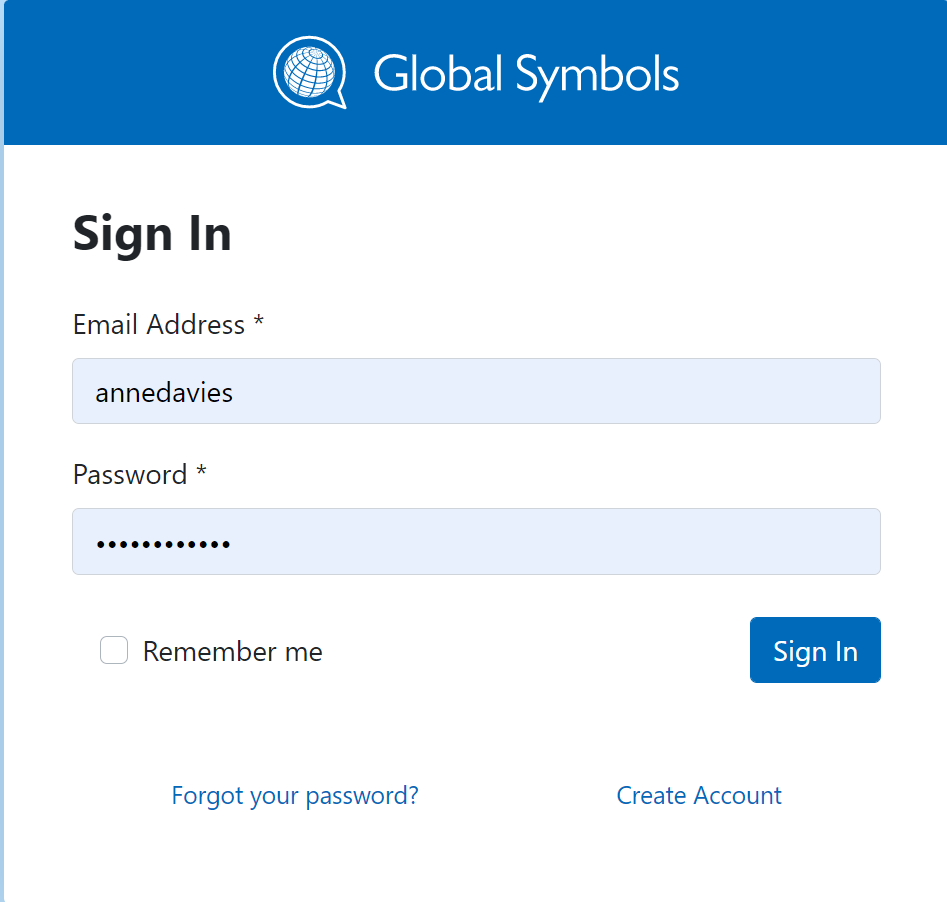 Global Symbols
Sign In
Email Address *
annedavies
Password *
••••••••••••
Remember me
Sign In
Forgot your password?
Create Account